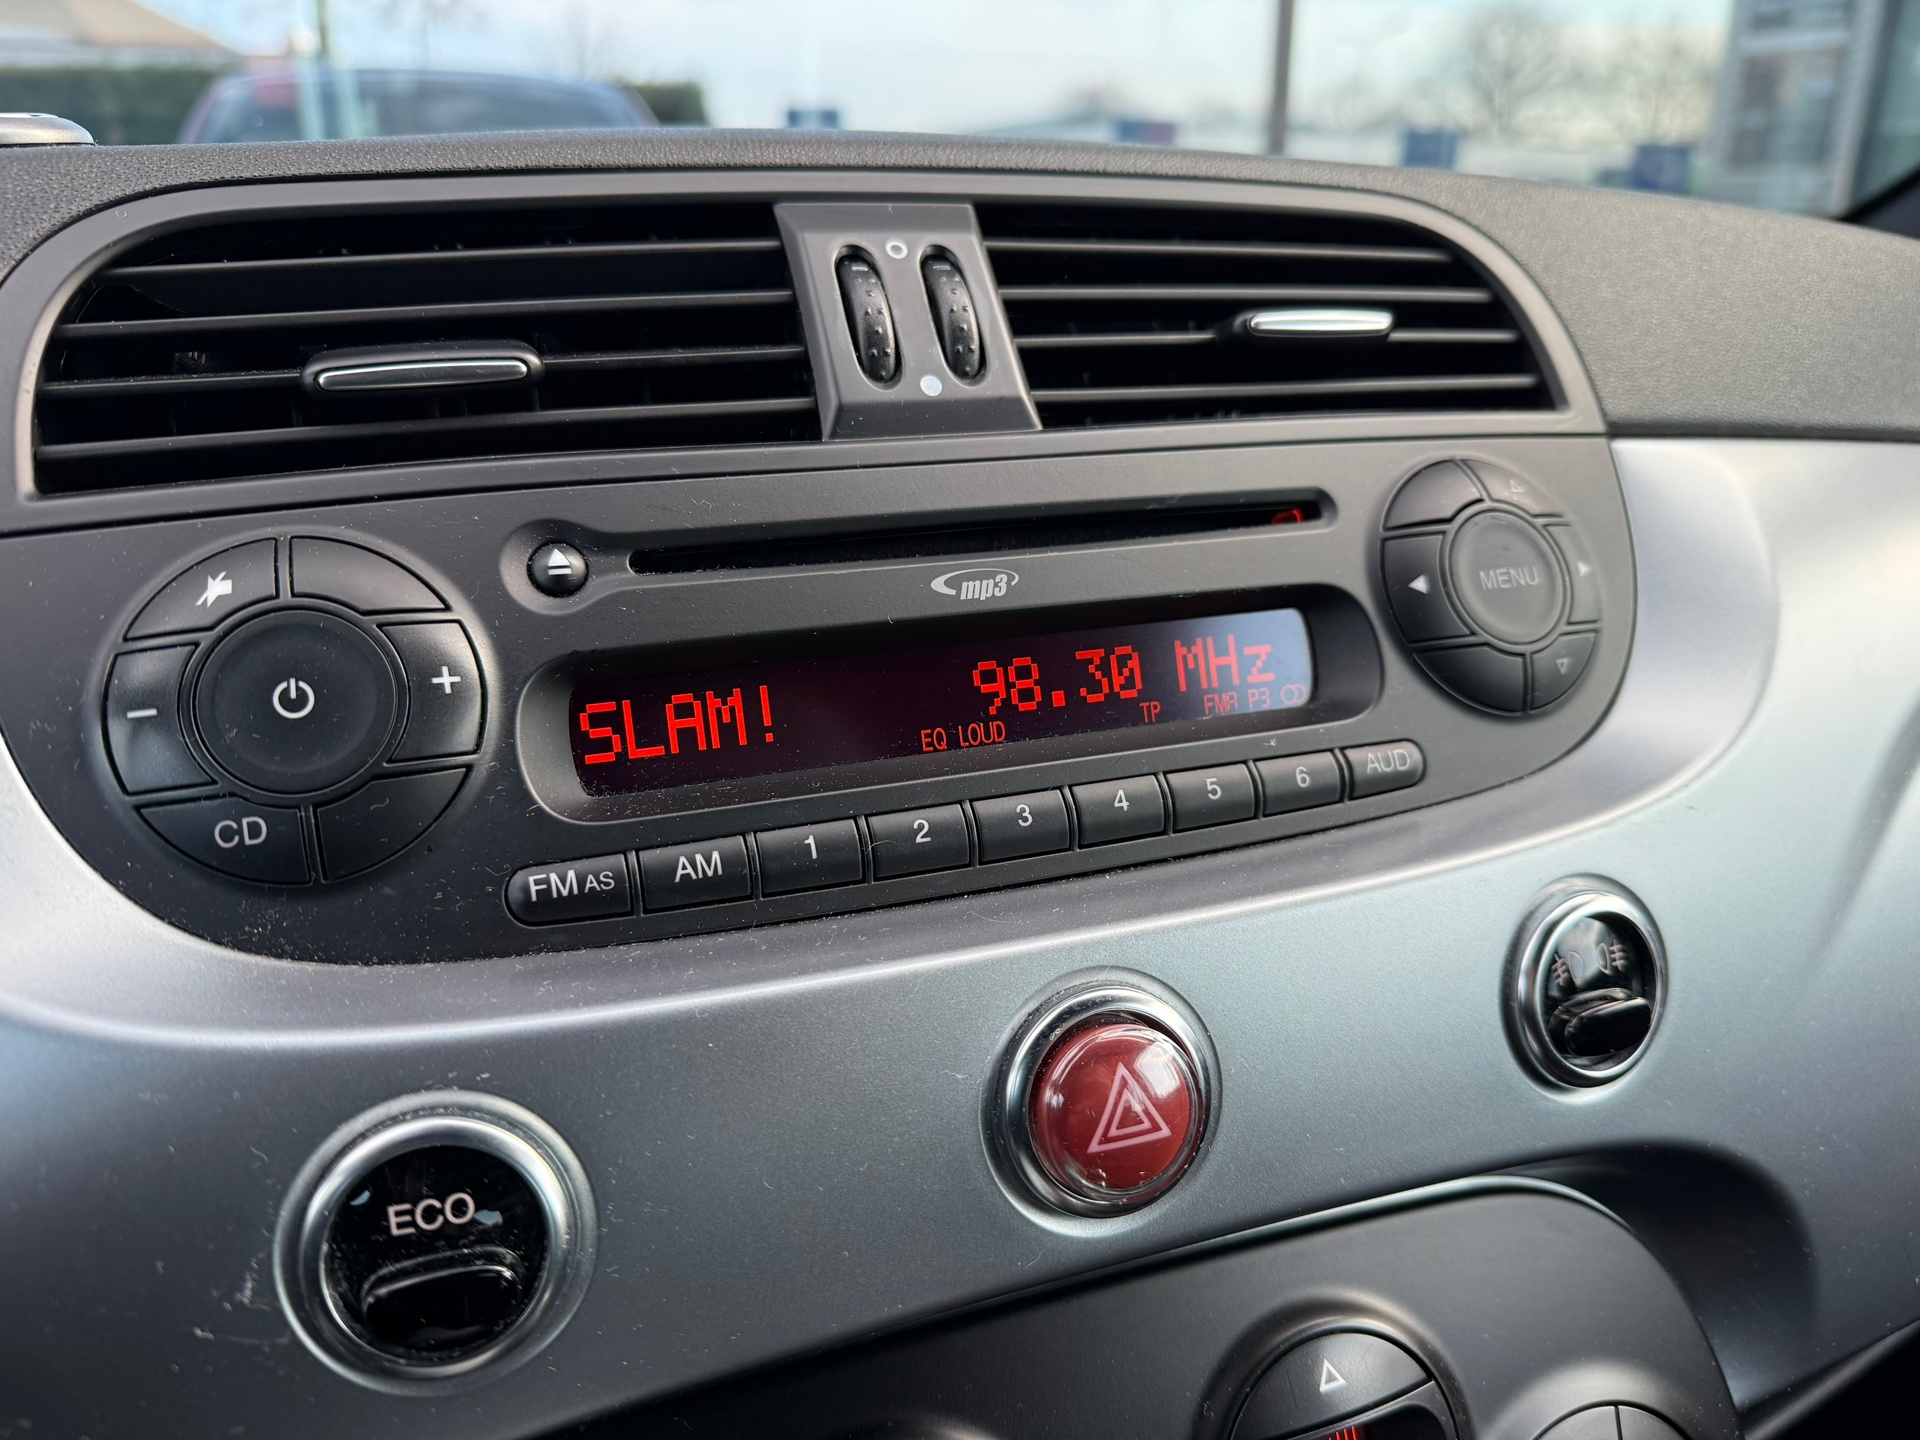 mp3
MENU
SLAM! 98.30 MHz
EQ LOUD TP FMA P3
CD
FM AS AM 1 2 3 4 5 6 AUD
ECO